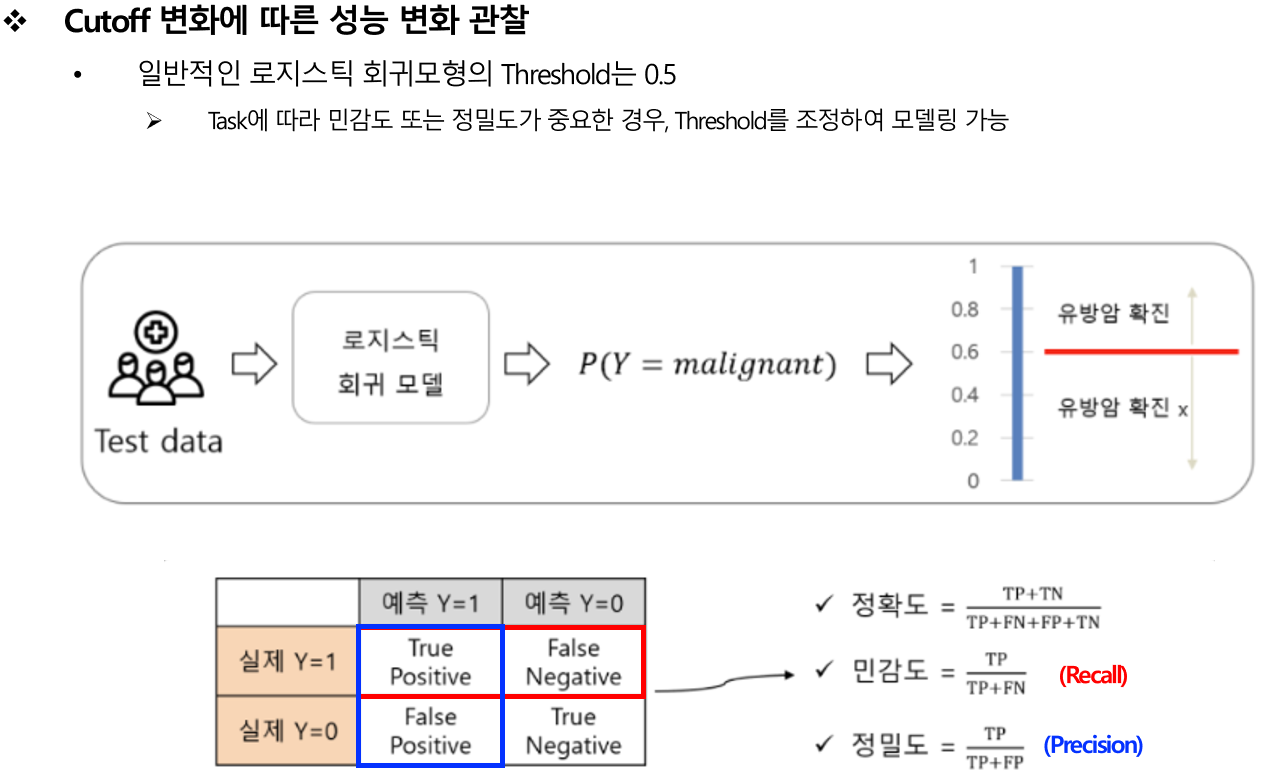 ❖ Cutoff 변화에 따른 성능 변화 관찰
• 일반적인 로지스틱 회귀모형의 Threshold는 0.5
➢ Task에 따라 민감도 또는 정밀도가 중요한 경우, Threshold를 조정하여 모델링 가능
Test data
로지스틱
회귀 모델
P(Y = malignant)
1
0.8
0.6
0.4
0.2
0
유방암 확진
유방암 확진 x
예측 Y=1 예측 Y=0
실제 Y=1 True Positive False Negative
실제 Y=0 False Positive True Negative
✓ 정확도 = TP+TN / TP+FN+FP+TN
✓ 민감도 = TP / TP+FN (Recall)
✓ 정밀도 = TP / TP+FP (Precision)